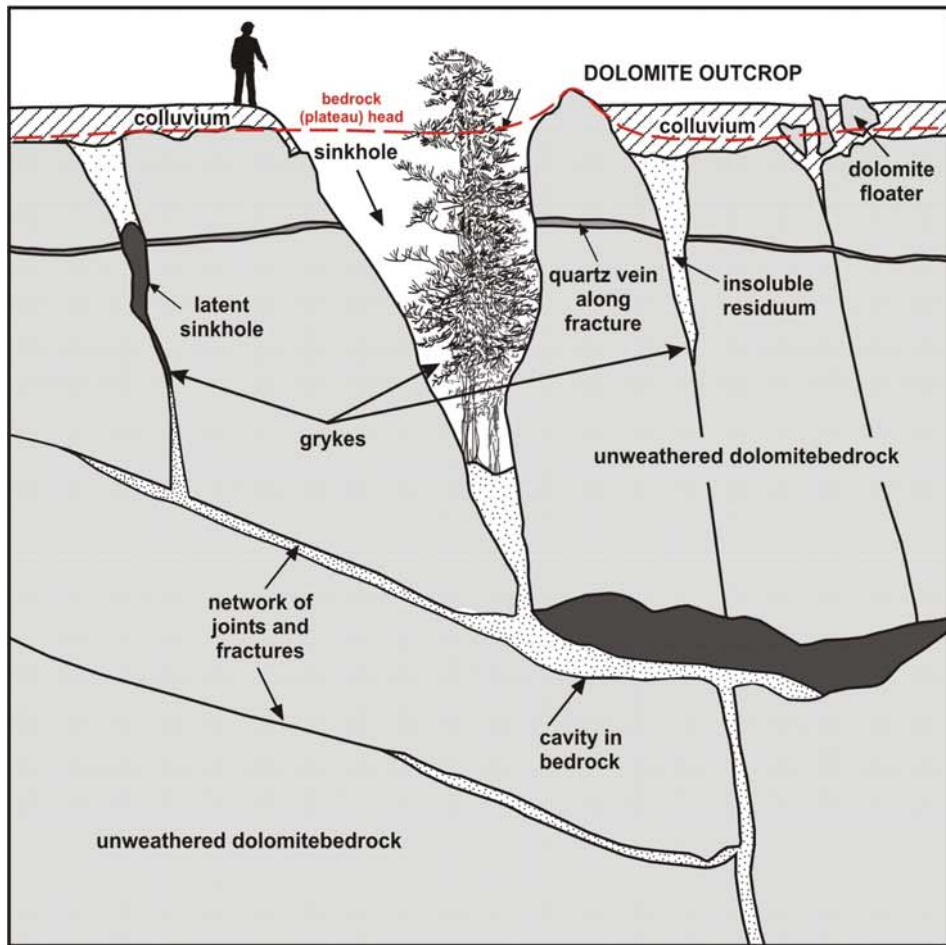 DOLOMITE OUTCROP
bedrock
(plateau) head
colluvium
colluvium
sinkhole
dolomite
floater
quartz vein
along
fracture
insoluble
residuum
latent
sinkhole
grykes
unweathered dolomitebedrock
network of
joints and
fractures
cavity in
bedrock
unweathered dolomitebedrock